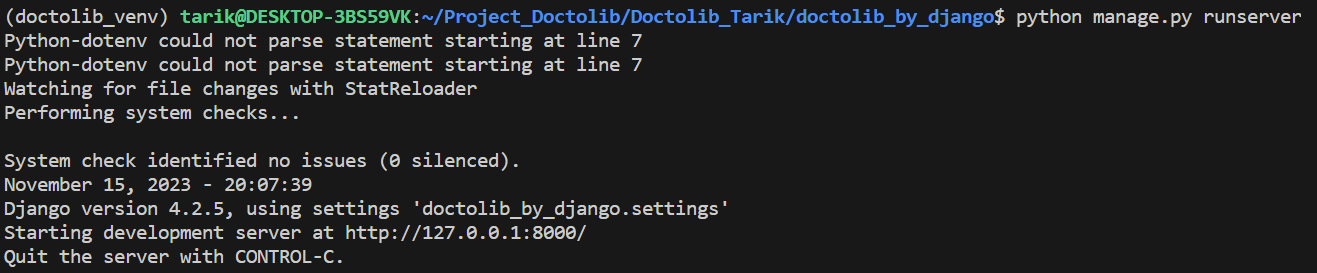 (doctolib_venv) tarik@DESKTOP-3BS59VK:~/Project_Doctolib/Doctolib_Tarik/doctolib_by_django$ python manage.py runserver
Python-dotenv could not parse statement starting at line 7
Python-dotenv could not parse statement starting at line 7
Watching for file changes with StatReloader
Performing system checks...

System check identified no issues (0 silenced).
November 15, 2023 - 20:07:39
Django version 4.2.5, using settings 'doctolib_by_django.settings'
Starting development server at http://127.0.0.1:8000/
Quit the server with CONTROL-C.